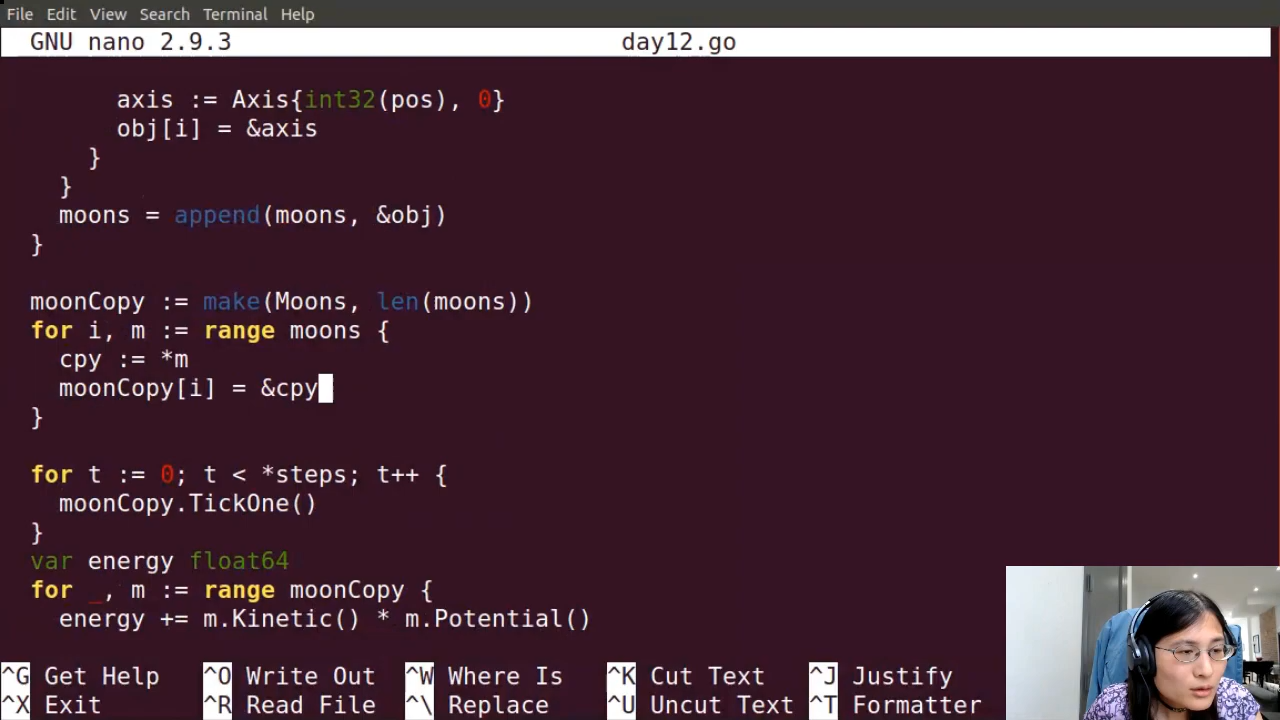 File Edit View Search Terminal Help
GNU nano 2.9.3 day12.go
axis := Axis{int32(pos), 0}
obj[i] = &axis
}
}
moons = append(moons, &obj)
}
moonCopy := make(Moons, len(moons))
for i, m := range moons {
cpy := *m
moonCopy[i] = &cpy
}
for t := 0; t < *steps; t++ {
moonCopy.TickOne()
}
var energy float64
for _, m := range moonCopy {
energy += m.Kinetic() * m.Potential()
^G Get Help ^O Write Out ^W Where Is ^K Cut Text ^J Justify
^X Exit ^R Read File ^\ Replace ^U Uncut Text ^T Formatter